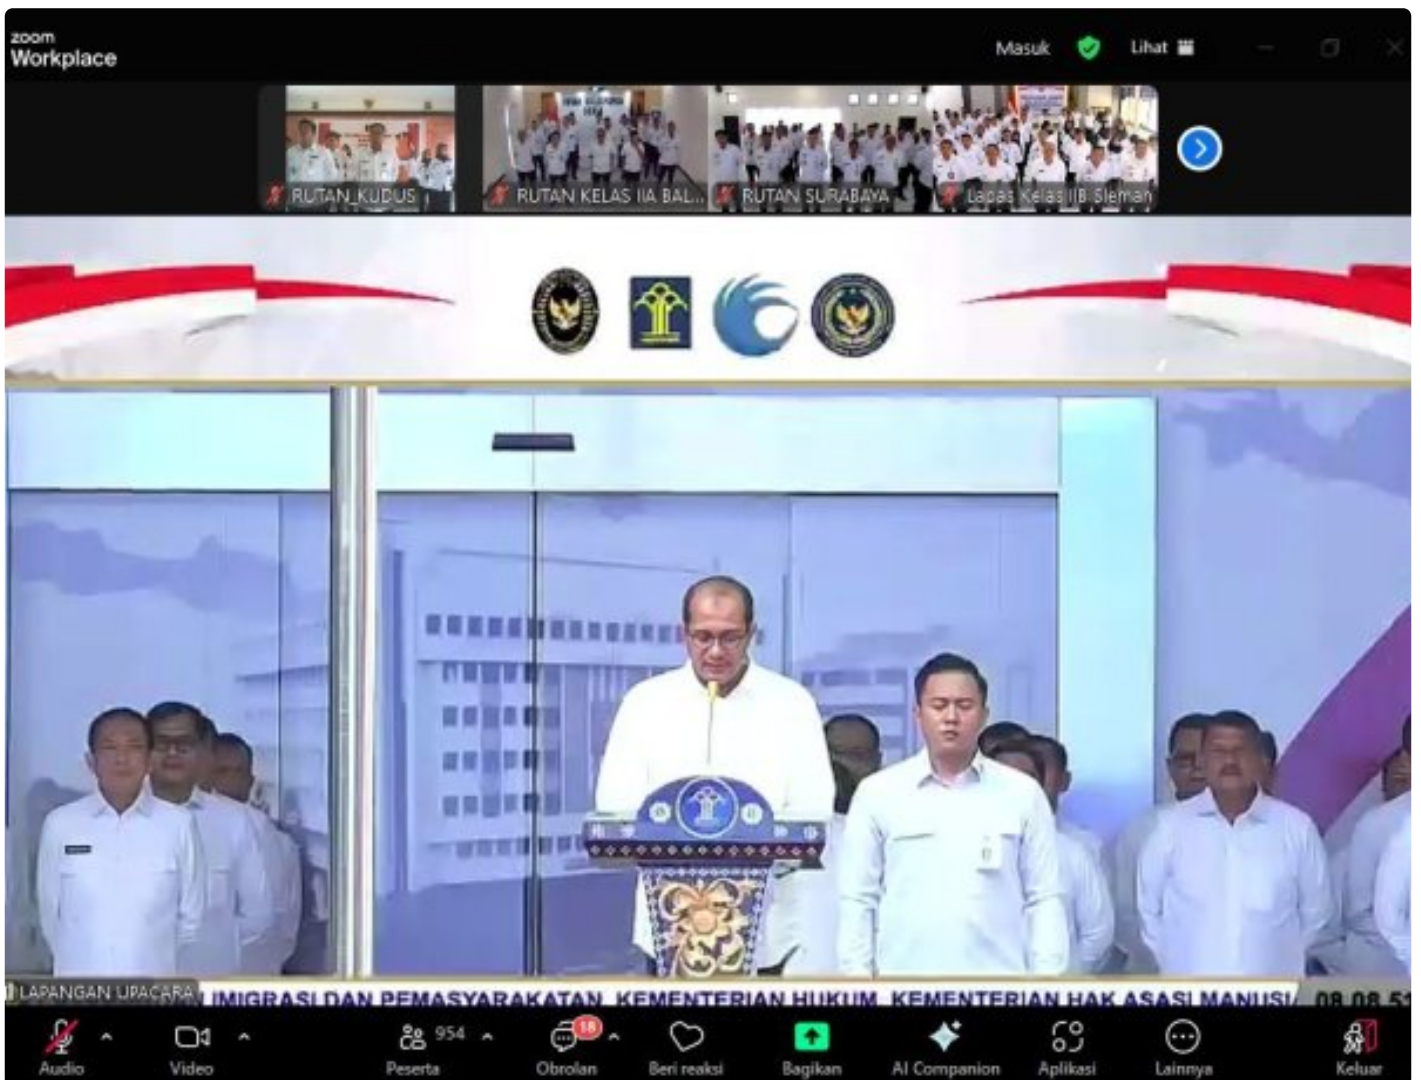 zoom
Workplace
Masuk
Lihat
RUTAN_KUDUS
RUTAN KELAS IIA BAL...
RUTAN SURABAYA
Lapas Kelas IIB Sleman
LAPANGAN UPACARA
IMIGRASI DAN PEMASYARAKATAN, KEMENTERIAN HUKUM, KEMENTERIAN HAK ASASI MANUSI
08.08.51
Audio
Video
954
Peserta
18
Obrolan
Beri reaksi
Bagikan
AI Companion
Aplikasi
Lainnya
Keluar